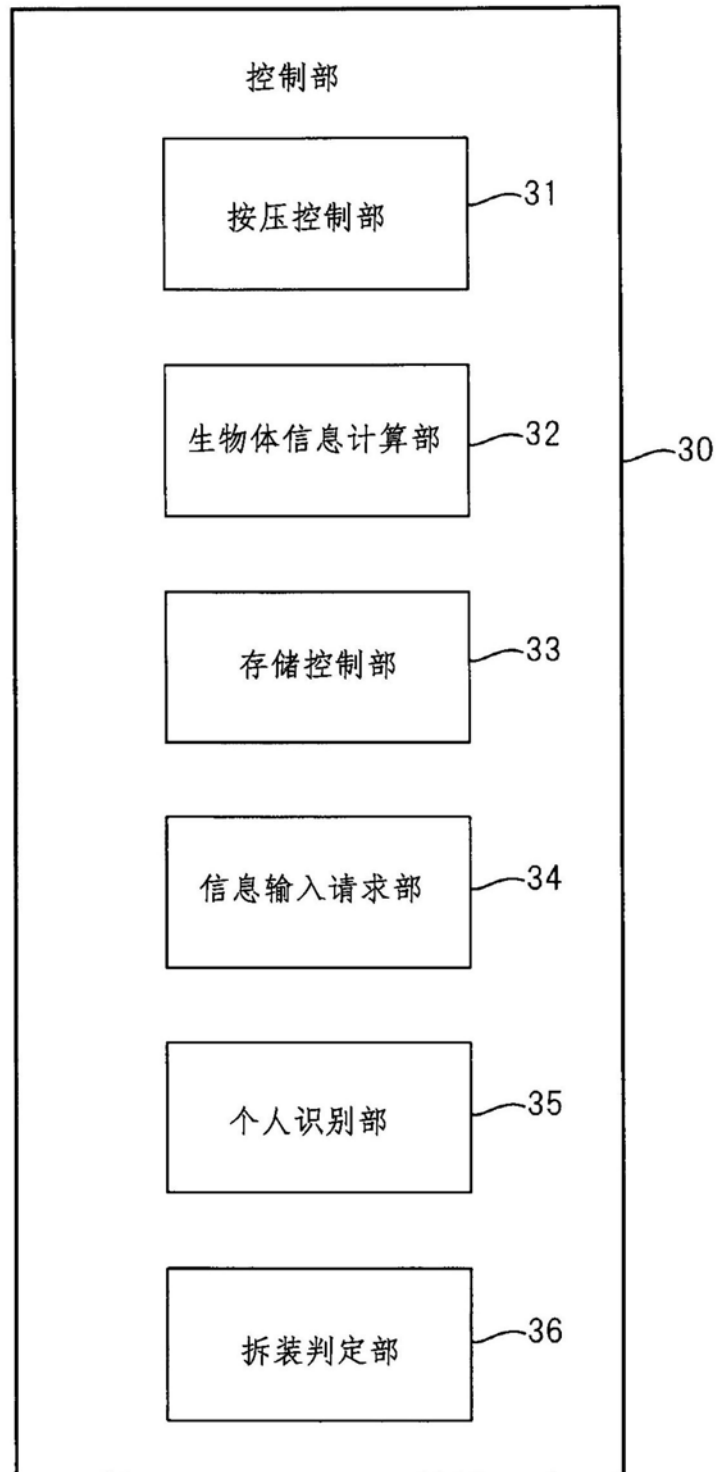 控制部
按压控制部
31
生物体信息计算部
32
30
存储控制部
33
信息输入请求部
34
个人识别部
35
拆装判定部
36